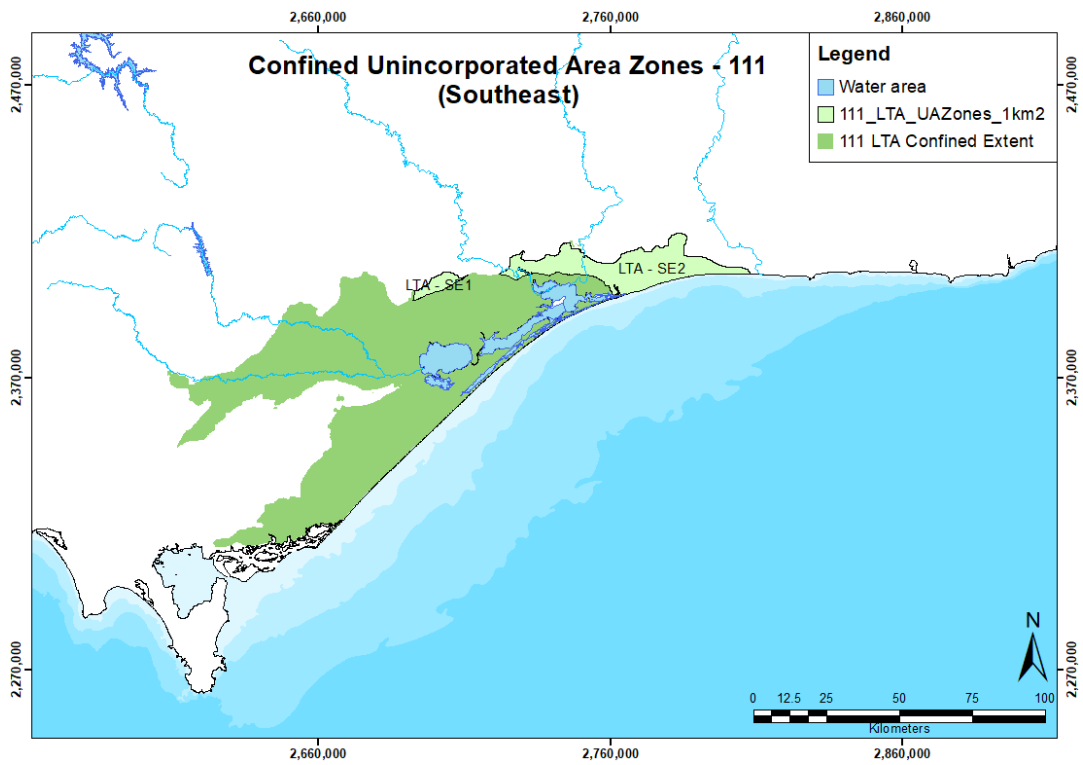 2,660,000
2,760,000
2,860,000
Confined Unincorporated Area Zones - 111
(Southeast)
Legend
Water area
111_LTA_UAZones_1km2
111 LTA Confined Extent
2,470,000
2,470,000
LTA - SE1
LTA - SE2
2,370,000
2,370,000
2,270,000
2,270,000
N
0 12.5 25 50 75 100
Kilometers
2,660,000
2,760,000
2,860,000